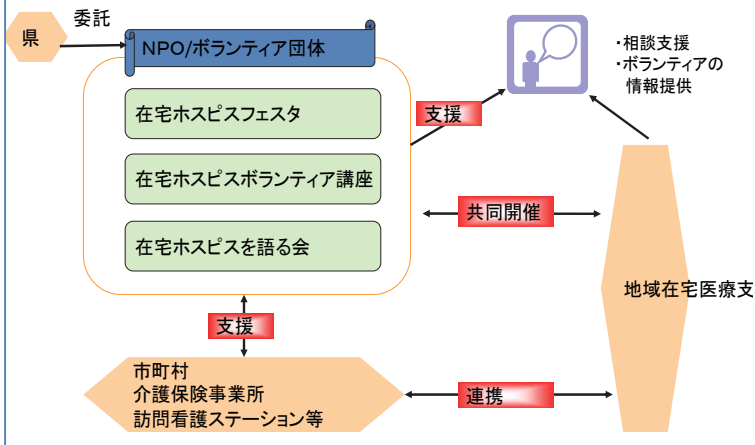 県
委託
NPO/ボランティア団体
在宅ホスピスフェスタ
在宅ホスピスボランティア講座
在宅ホスピスを語る会
支援
・相談支援
・ボランティアの
情報提供
共同開催
地域在宅医療支
支援
市町村
介護保険事業所
訪問看護ステーション等
連携